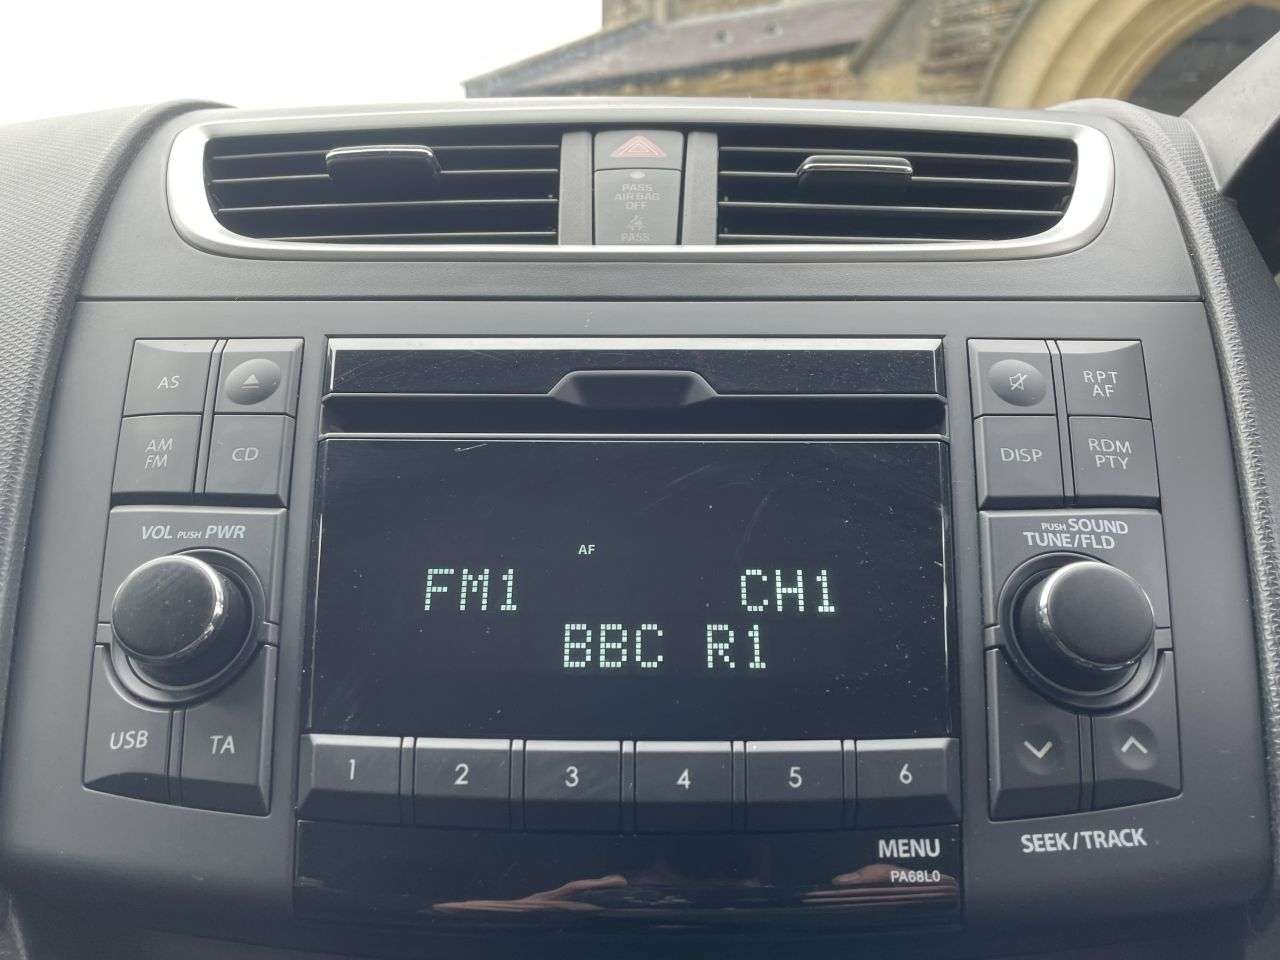 PASS
AIR BAG
OFF
PASS
AS
AM
FM
CD
RPT
AF
DISP
RDM
PTY
VOL PUSH PWR
PUSH SOUND
TUNE/FLD
AF
FM1 CH1
BBC R1
USB TA
1 2 3 4 5 6
SEEK/TRACK
MENU
PA68L0